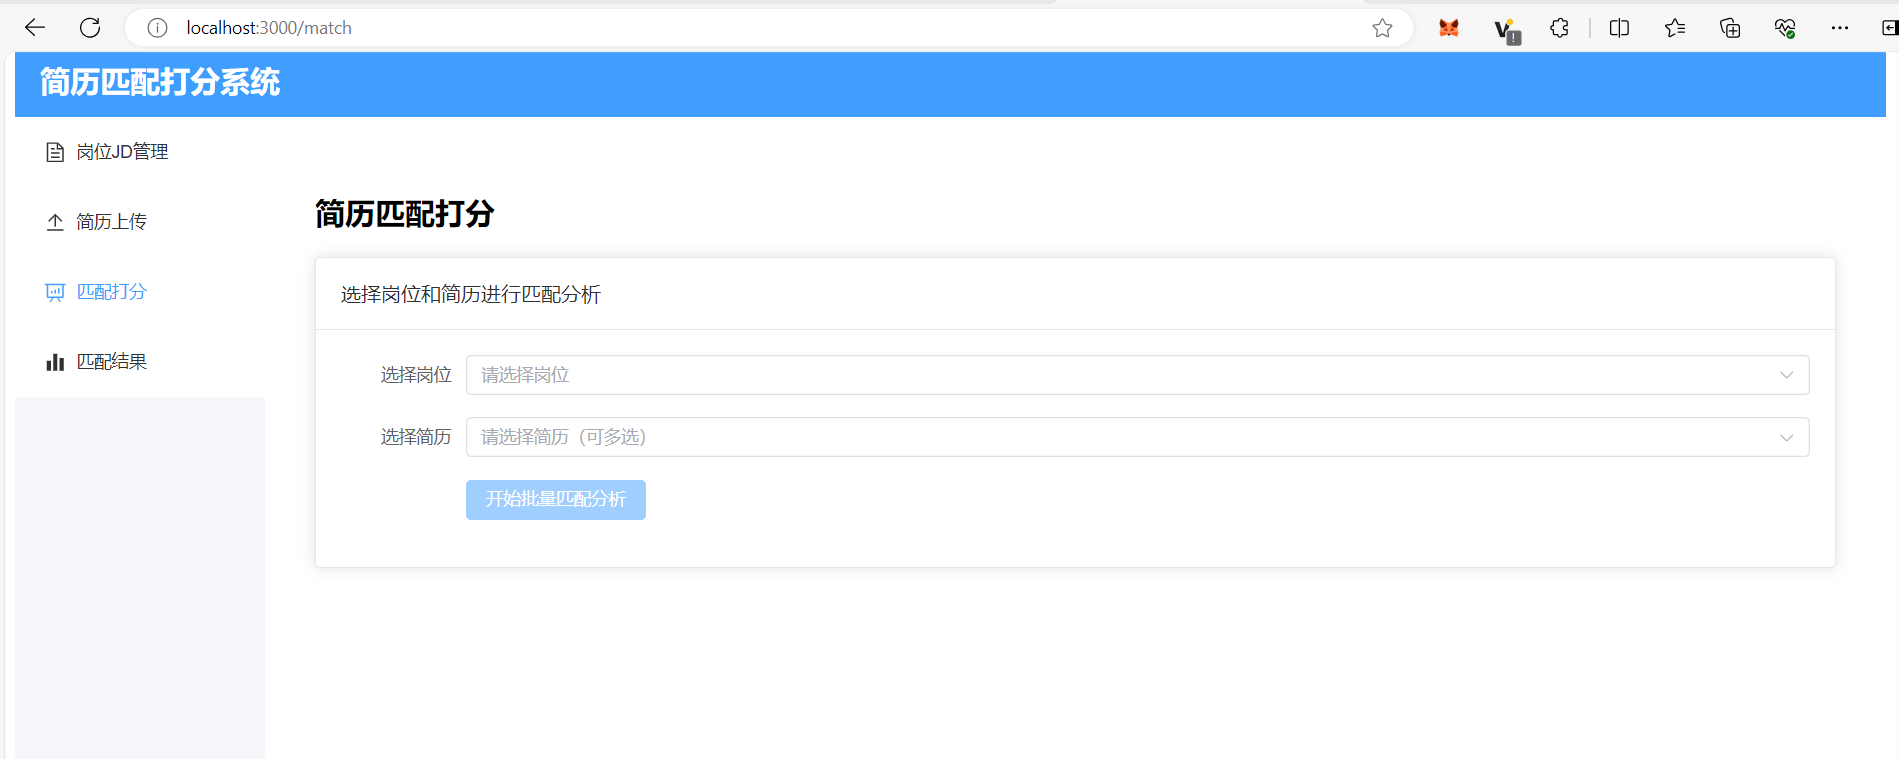 localhost:3000/match
简历匹配打分系统
岗位JD管理
简历上传
匹配打分
匹配结果
简历匹配打分
选择岗位和简历进行匹配分析
选择岗位 请选择岗位
选择简历 请选择简历（可多选）
开始批量匹配分析